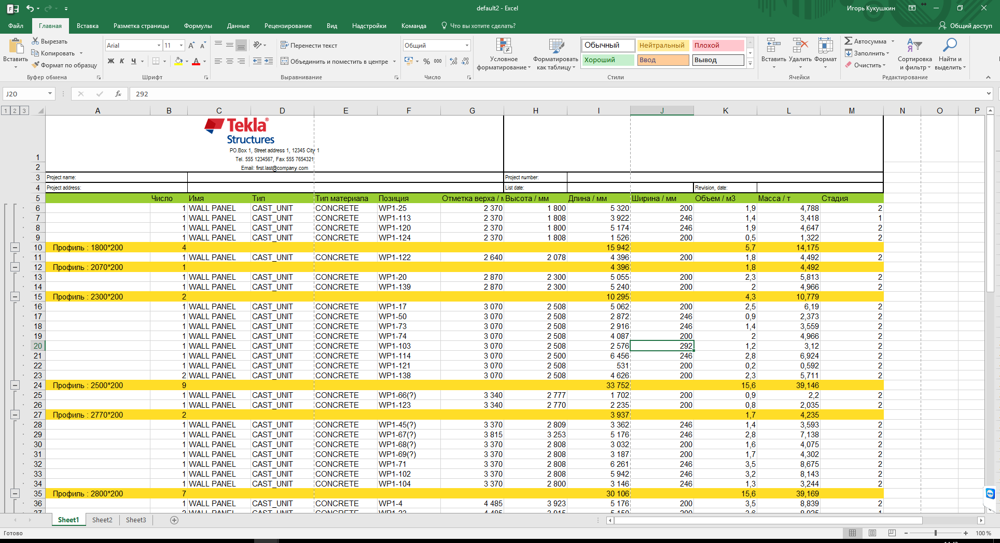 default2 - Excel
Игорь Кукушкин
Файл Главная Вставка Разметка страницы Формулы Данные Рецензирование Вид Надстройки Команда Что вы хотите сделать? Общий доступ
Вставить Вырезать Копировать Формат по образцу
Arial 11
Ж К Ч А
Перенести текст
Объединить и поместить в центре
Общий
% 000
Условное форматирование
Форматировать как таблицу
Обычный Нейтральный Плохой
Хороший Ввод Вывод
Вставить Удалить Формат
Автосумма
Заполнить
Очистить
Сортировка и фильтр
Найти и выделить
Буфер обмена Шрифт Выравнивание Число Стили Ячейки Редактирование
J20 fx 292
1 2 3 A B C D E F G H I J K L M N O P
Tekla®
Structures
PO.Box 1, Street address 1, 12345 City 1
Tel. 555 1234567, Fax 555 7654321
Email: first.last@company.com
1
2
3 Project name: Project number:
4 Project address: List date: Revision, date:
5 Число Имя Тип Тип материала Позиция Отметка верха / Высота / мм Длина / мм Ширина / мм Объем / м3 Масса / т Стадия
6 1 WALL PANEL CAST_UNIT CONCRETE WP1-25 2 370 1 800 5 320 200 1,9 4,788 2
7 1 WALL PANEL CAST_UNIT CONCRETE WP1-113 2 370 1 808 3 922 246 1,4 3,418 1
8 1 WALL PANEL CAST_UNIT CONCRETE WP1-120 2 370 1 800 5 174 246 1,9 4,647 2
9 1 WALL PANEL CAST_UNIT CONCRETE WP1-124 2 370 1 808 1 526 200 0,5 1,322 2
10 Профиль : 1800*200 4 15 942 5,7 14,175
11 1 WALL PANEL CAST_UNIT CONCRETE WP1-122 2 640 2 078 4 396 200 1,8 4,492 2
12 Профиль : 2070*200 1 4 396 1,8 4,492
13 1 WALL PANEL CAST_UNIT CONCRETE WP1-20 2 870 2 300 5 055 200 2,3 5,813 2
14 1 WALL PANEL CAST_UNIT CONCRETE WP1-139 2 870 2 300 5 240 200 2 4,966 2
15 Профиль : 2300*200 2 10 295 4,3 10,779
16 1 WALL PANEL CAST_UNIT CONCRETE WP1-17 3 070 2 508 5 062 200 2,5 6,19 2
17 1 WALL PANEL CAST_UNIT CONCRETE WP1-50 3 070 2 508 2 872 246 0,9 2,373 2
18 1 WALL PANEL CAST_UNIT CONCRETE WP1-73 3 070 2 508 2 916 246 1,4 3,559 2
19 1 WALL PANEL CAST_UNIT CONCRETE WP1-74 3 070 2 508 4 087 200 2 4,966 2
20 1 WALL PANEL CAST_UNIT CONCRETE WP1-103 3 070 2 508 2 576 292 1,2 3,12 2
21 1 WALL PANEL CAST_UNIT CONCRETE WP1-114 3 070 2 500 6 456 246 2,8 6,924 2
22 1 WALL PANEL CAST_UNIT CONCRETE WP1-121 3 070 2 508 531 200 0,2 0,592 2
23 2 WALL PANEL CAST_UNIT CONCRETE WP1-138 3 070 2 508 4 626 200 2,3 5,711 2
24 Профиль : 2500*200 9 33 752 15,6 39,146
25 1 WALL PANEL CAST_UNIT CONCRETE WP1-66(?) 3 340 2 777 1 702 200 0,9 2,2 2
26 1 WALL PANEL CAST_UNIT CONCRETE WP1-123 3 340 2 770 2 235 200 0,8 2,035 2
27 Профиль : 2770*200 2 3 937 1,7 4,235
28 1 WALL PANEL CAST_UNIT CONCRETE WP1-45(?) 3 370 2 809 3 362 246 1,4 3,593 2
29 1 WALL PANEL CAST_UNIT CONCRETE WP1-67(?) 3 815 3 253 5 176 246 2,8 7,138 2
30 1 WALL PANEL CAST_UNIT CONCRETE WP1-68(?) 3 370 2 808 3 032 200 1,6 4,075 2
31 1 WALL PANEL CAST_UNIT CONCRETE WP1-69(?) 3 370 2 808 3 187 200 1,7 4,302 2
32 1 WALL PANEL CAST_UNIT CONCRETE WP1-71 3 370 2 808 6 261 246 3,5 8,675 2
33 1 WALL PANEL CAST_UNIT CONCRETE WP1-102 3 370 2 808 5 942 246 3,2 8,143 2
34 1 WALL PANEL CAST_UNIT CONCRETE WP1-104 3 370 2 800 3 146 246 1,3 3,244 2
35 Профиль : 2800*200 7 30 106 15,6 39,169
36 1 WALL PANEL CAST_UNIT CONCRETE WP1-4 4 485 3 923 5 176 200 3,5 8,839 2
Sheet1 Sheet2 Sheet3
Готово 100 %